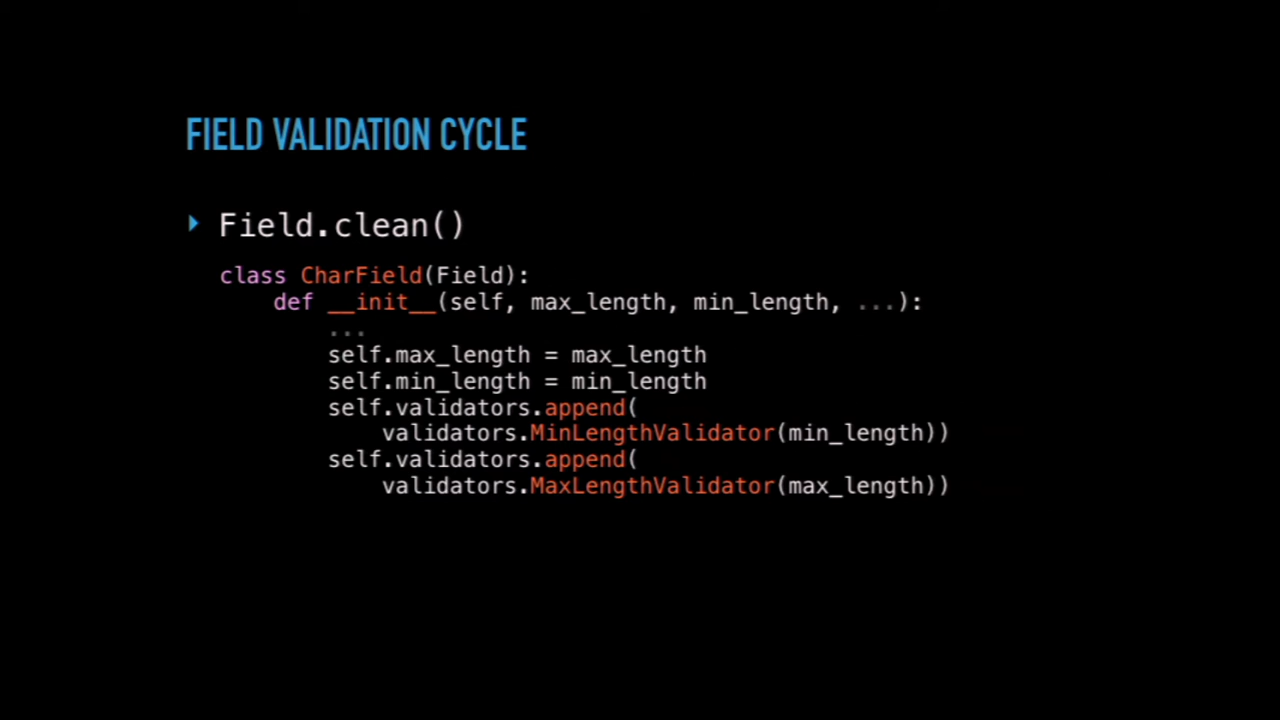 FIELD VALIDATION CYCLE
Field.clean()
class CharField(Field):
    def __init__(self, max_length, min_length, ...):
        ...
        self.max_length = max_length
        self.min_length = min_length
        self.validators.append(
            validators.MinLengthValidator(min_length))
        self.validators.append(
            validators.MaxLengthValidator(max_length))